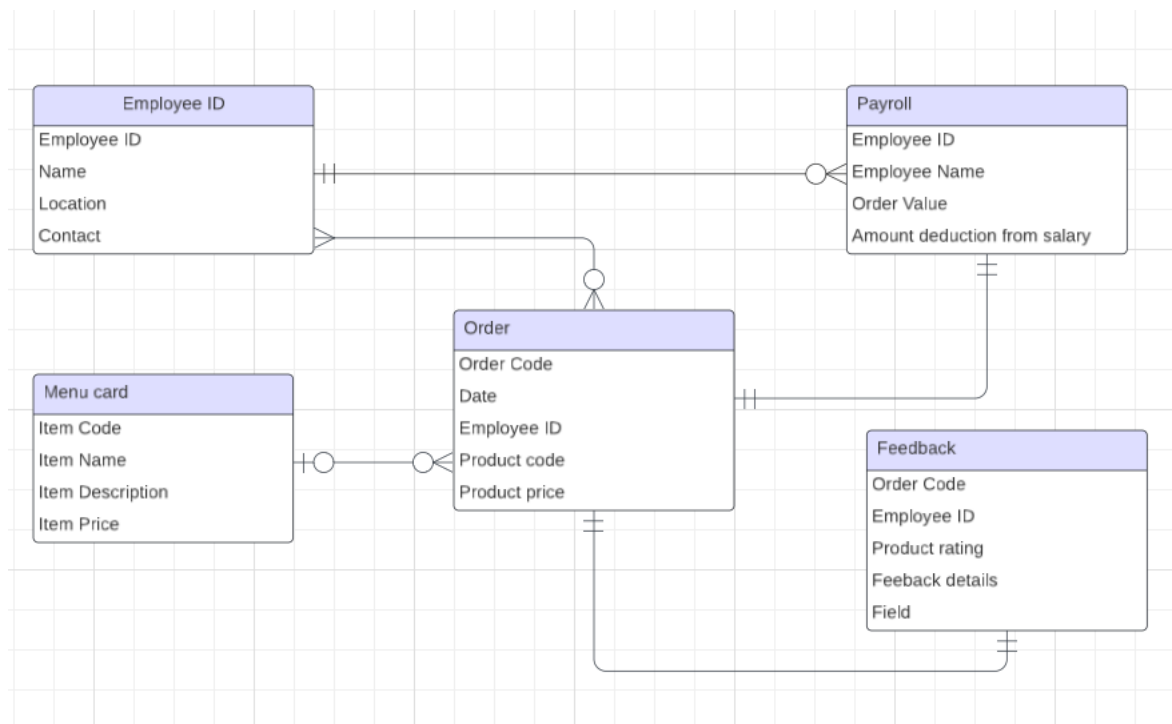 Employee ID
Employee ID
Name
Location
Contact
Payroll
Employee ID
Employee Name
Order Value
Amount deduction from salary
Order
Order Code
Date
Employee ID
Product code
Product price
Menu card
Item Code
Item Name
Item Description
Item Price
Feedback
Order Code
Employee ID
Product rating
Feeback details
Field